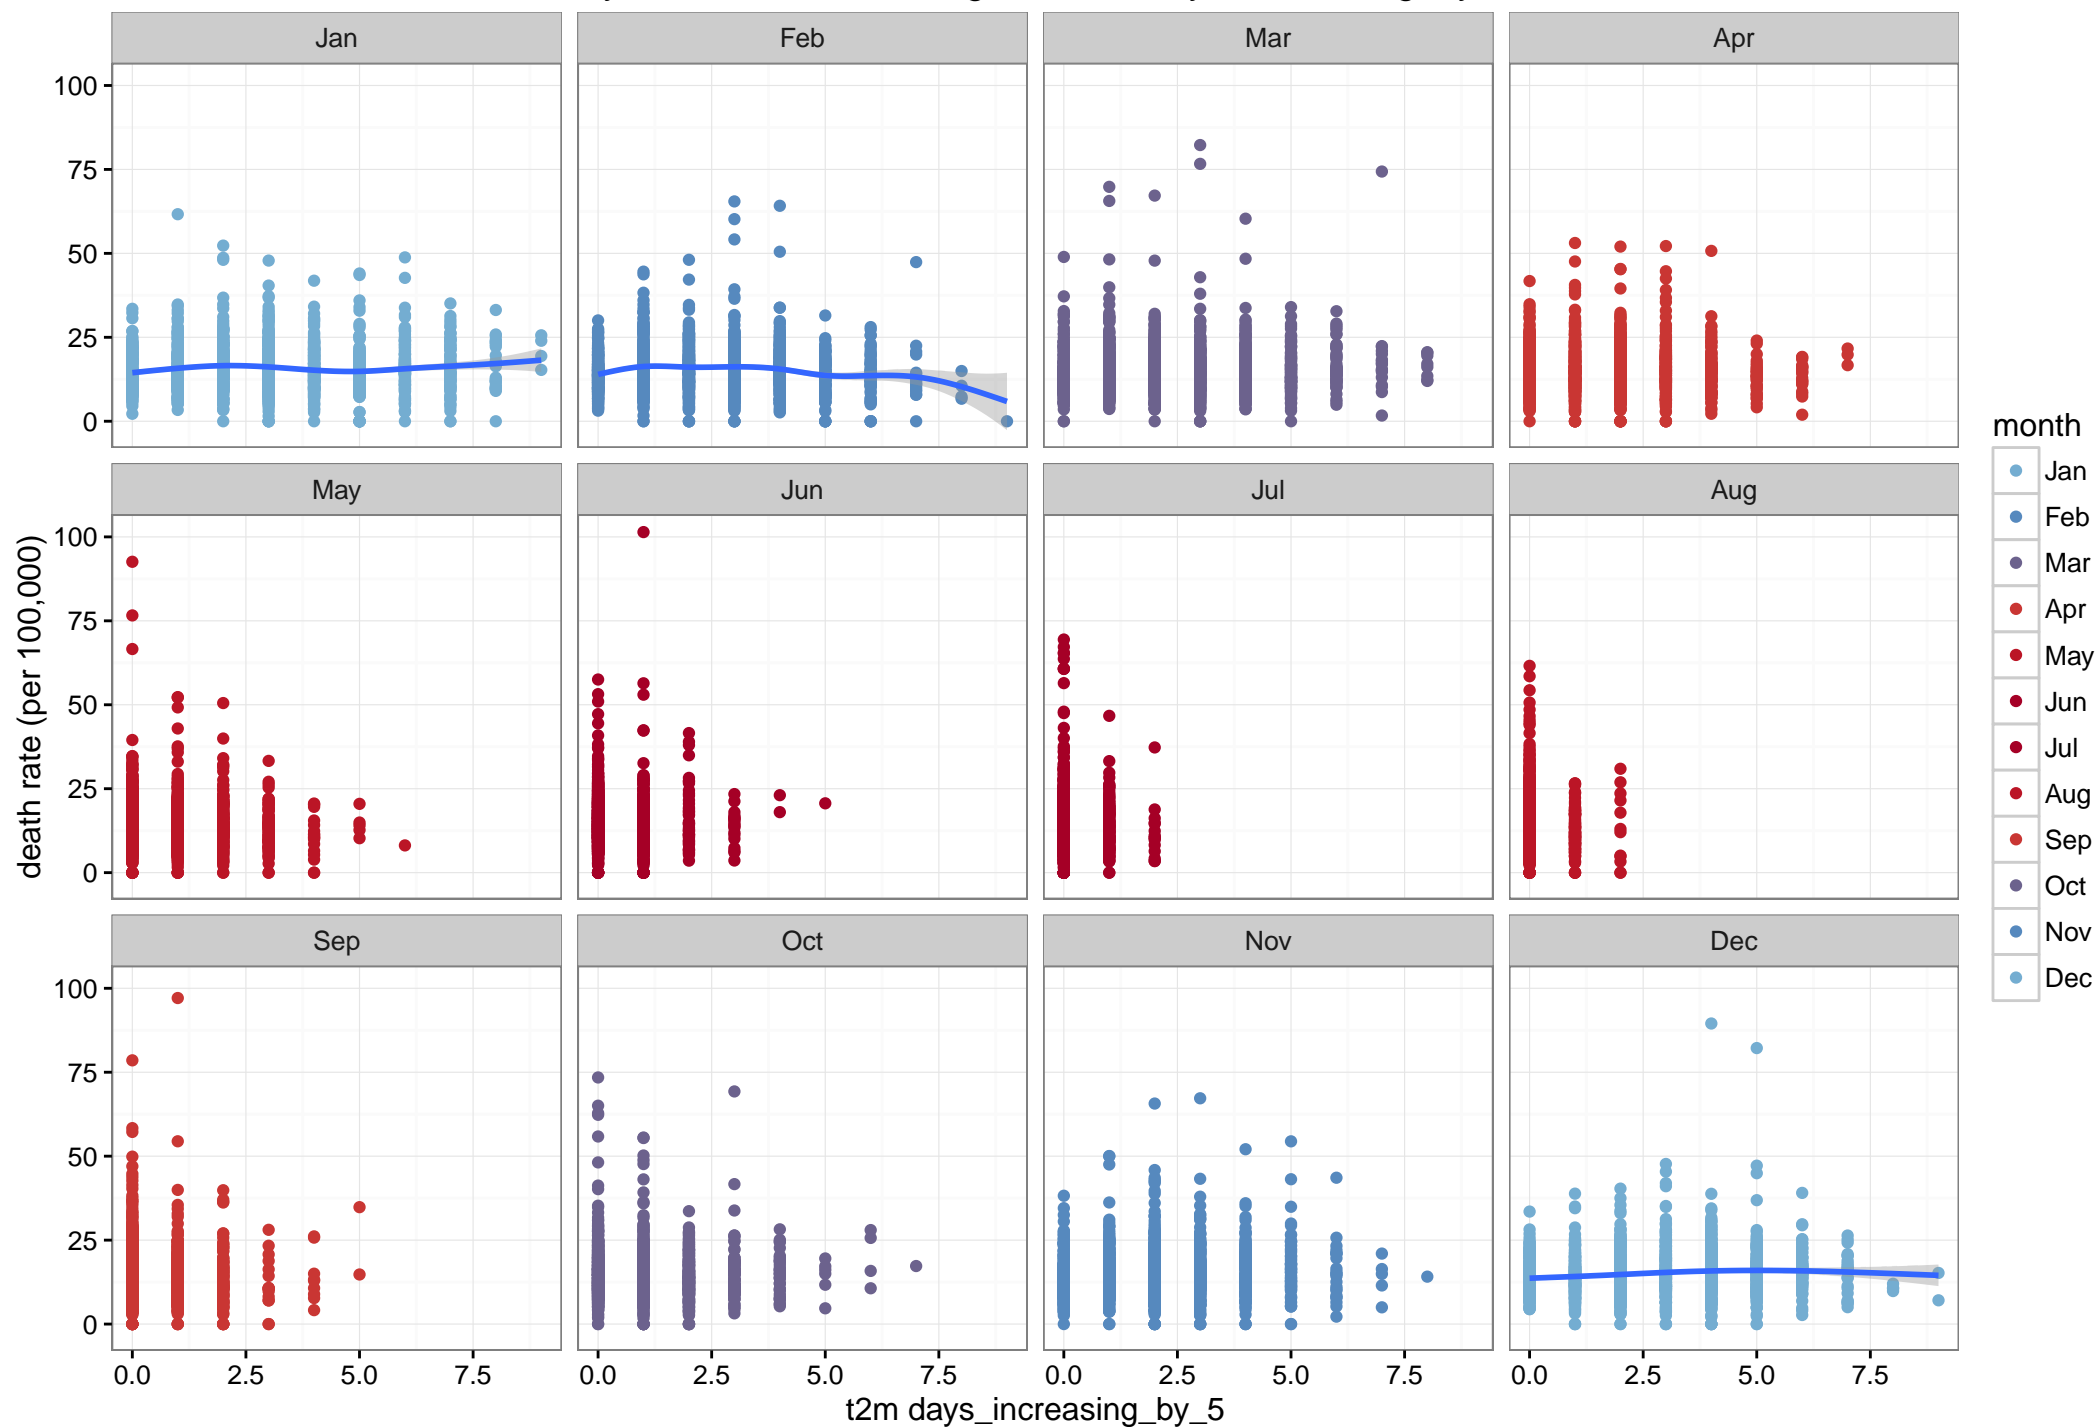 Jan Feb Mar Apr
100
75
50
25
0
May Jun Jul Aug
100
75
50
25
0
Sep Oct Nov Dec
100
75
50
25
0
0.0 2.5 5.0 7.5 0.0 2.5 5.0 7.5 0.0 2.5 5.0 7.5 0.0 2.5 5.0 7.5
t2m days_increasing_by_5
death rate (per 100,000)
month
Jan
Feb
Mar
Apr
May
Jun
Jul
Aug
Sep
Oct
Nov
Dec